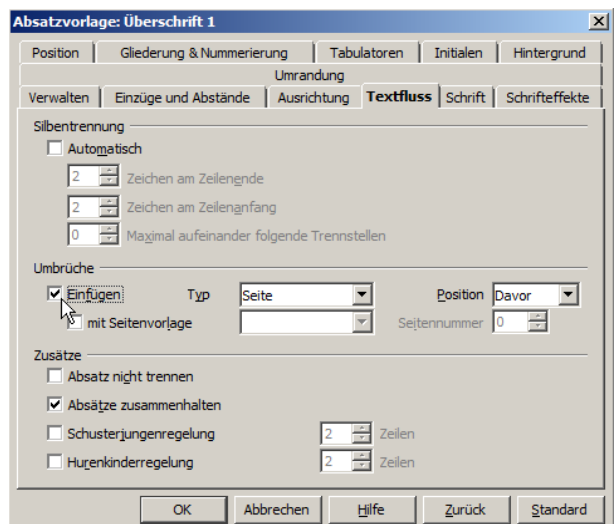 Absatzvorlage: Überschrift 1
Position Gliederung & Nummerierung Tabulatoren Initialen Hintergrund
Umrandung
Verwalten Einzüge und Abstände Ausrichtung Textfluss Schrift Schrifteffekte
Silbentrennung
Automatisch
2 Zeichen am Zeilenende
2 Zeichen am Zeilenanfang
0 Maximal aufeinander folgende Trennstellen
Umbrüche
Einfügen Typ Seite Position Davor
mit Seitenvorlage Seitennummer 0
Zusätze
Absatz nicht trennen
Absätze zusammenhalten
Schusterjungenregelung 2 Zeilen
Hurenkinderregelung 2 Zeilen
OK Abbrechen Hilfe Zurück Standard